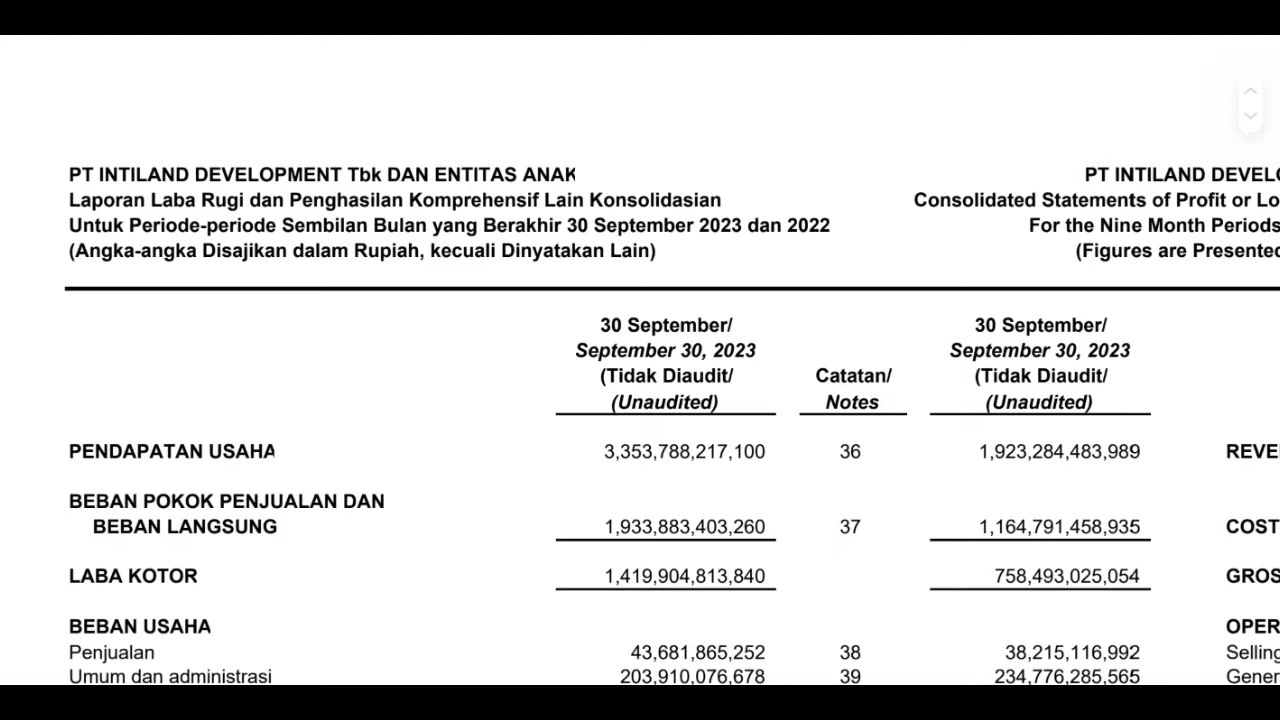 PT INTILAND DEVELOPMENT Tbk DAN ENTITAS ANAK
Laporan Laba Rugi dan Penghasilan Komprehensif Lain Konsolidasian
Untuk Periode-periode Sembilan Bulan yang Berakhir 30 September 2023 dan 2022
(Angka-angka Disajikan dalam Rupiah, kecuali Dinyatakan Lain)
PT INTILAND DEVELO
Consolidated Statements of Profit or Lo
For the Nine Month Periods
(Figures are Presented
30 September/
September 30, 2023
(Tidak Diaudit/
(Unaudited)
Catatan/
Notes
30 September/
September 30, 2023
(Tidak Diaudit/
(Unaudited)
PENDAPATAN USAHA 3,353,788,217,100 36 1,923,284,483,989 REVE
BEBAN POKOK PENJUALAN DAN
BEBAN LANGSUNG 1,933,883,403,260 37 1,164,791,458,935 COST
LABA KOTOR 1,419,904,813,840 758,493,025,054 GROS
BEBAN USAHA OPER
Penjualan 43,681,865,252 38 38,215,116,992 Selling
Umum dan administrasi 203,910,076,678 39 234,776,285,565 Gener